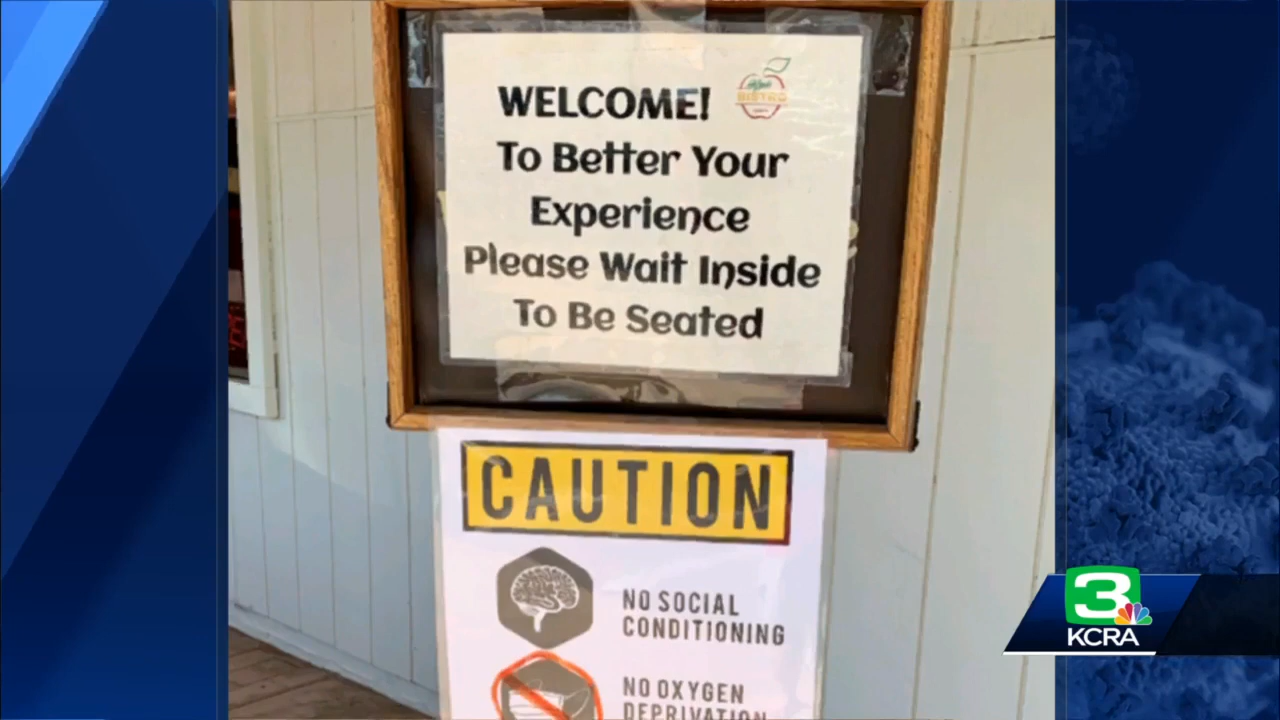 WELCOME!
BISTRO
To Better Your
Experience
Please Wait Inside
To Be Seated
CAUTION
NO SOCIAL
CONDITIONING
NO OXYGEN
DEPRIVATION
3
KCRA